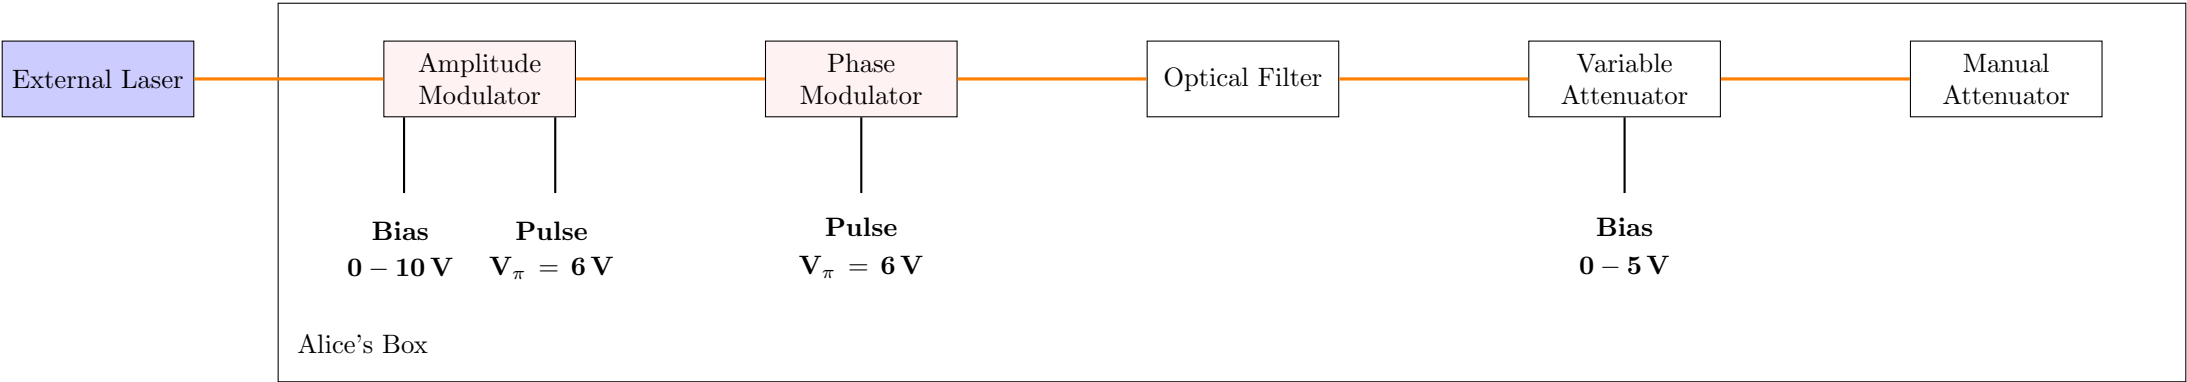 External Laser
Amplitude
Modulator
Phase
Modulator
Optical Filter
Variable
Attenuator
Manual
Attenuator
Bias
0 − 10 V
Pulse
Vπ = 6 V
Pulse
Vπ = 6 V
Bias
0 − 5 V
Alice's Box